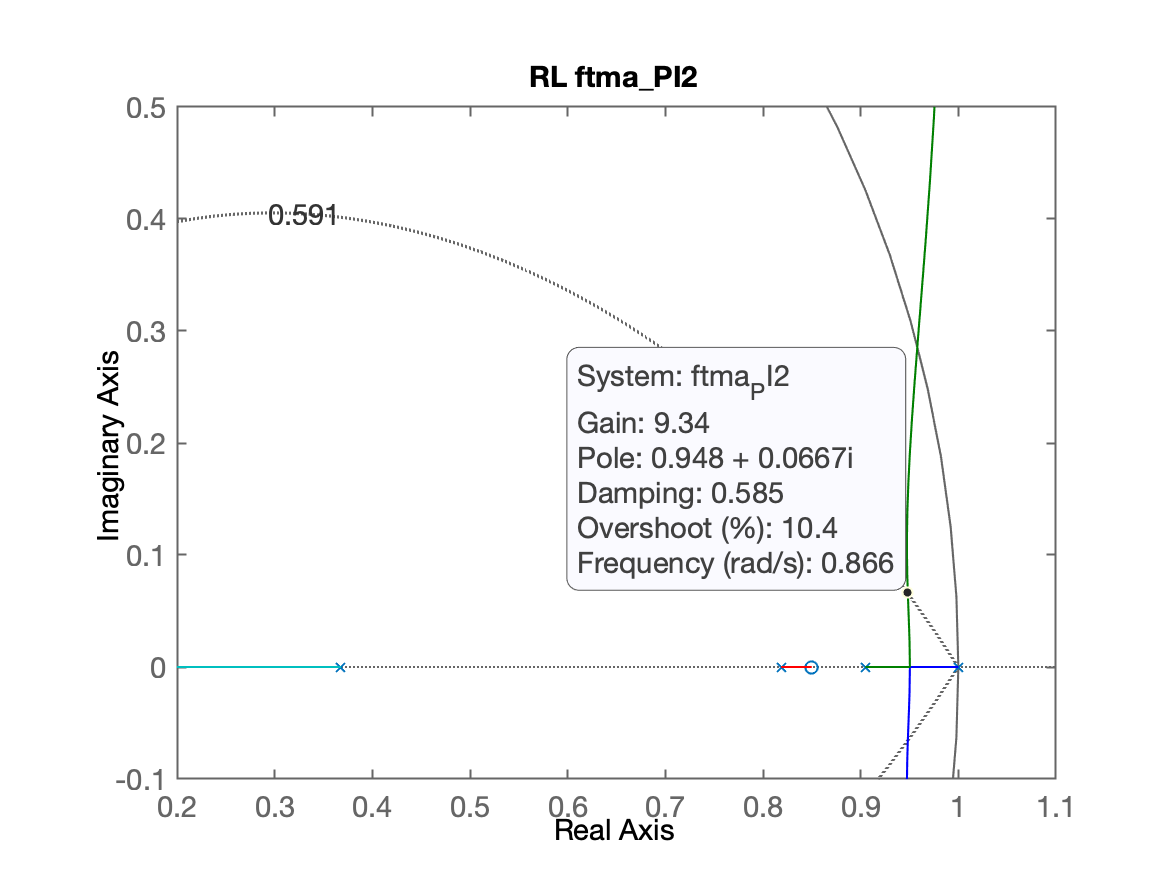 RL ftma_PI2
0.5
0.4
0.3
0.2
0.1
0
-0.1
Imaginary Axis
0.591
System: ftmaPI2
Gain: 9.34
Pole: 0.948 + 0.0667i
Damping: 0.585
Overshoot (%): 10.4
Frequency (rad/s): 0.866
0.2 0.3 0.4 0.5 0.6 0.7 0.8 0.9 1 1.1
Real Axis